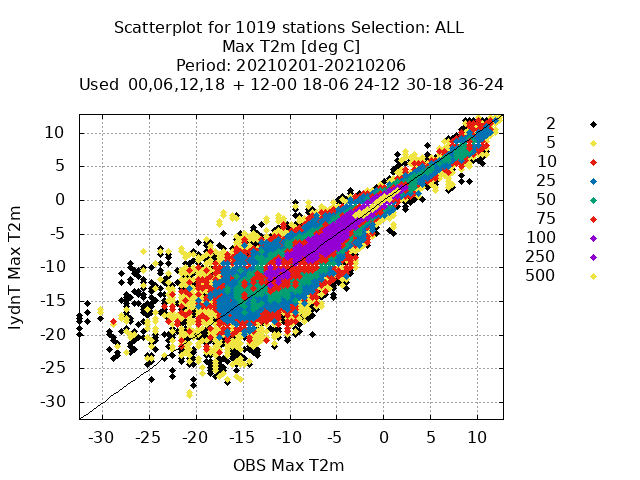 Scatterplot for 1019 stations Selection: ALL
Max T2m [deg C]
Period: 20210201-20210206
Used 00,06,12,18 + 12-00 18-06 24-12 30-18 36-24
10
5
0
-5
-10
-15
-20
-25
-30
lydnT Max T2m
-30 -25 -20 -15 -10 -5 0 5 10
OBS Max T2m
2
5
10
25
50
75
100
250
500